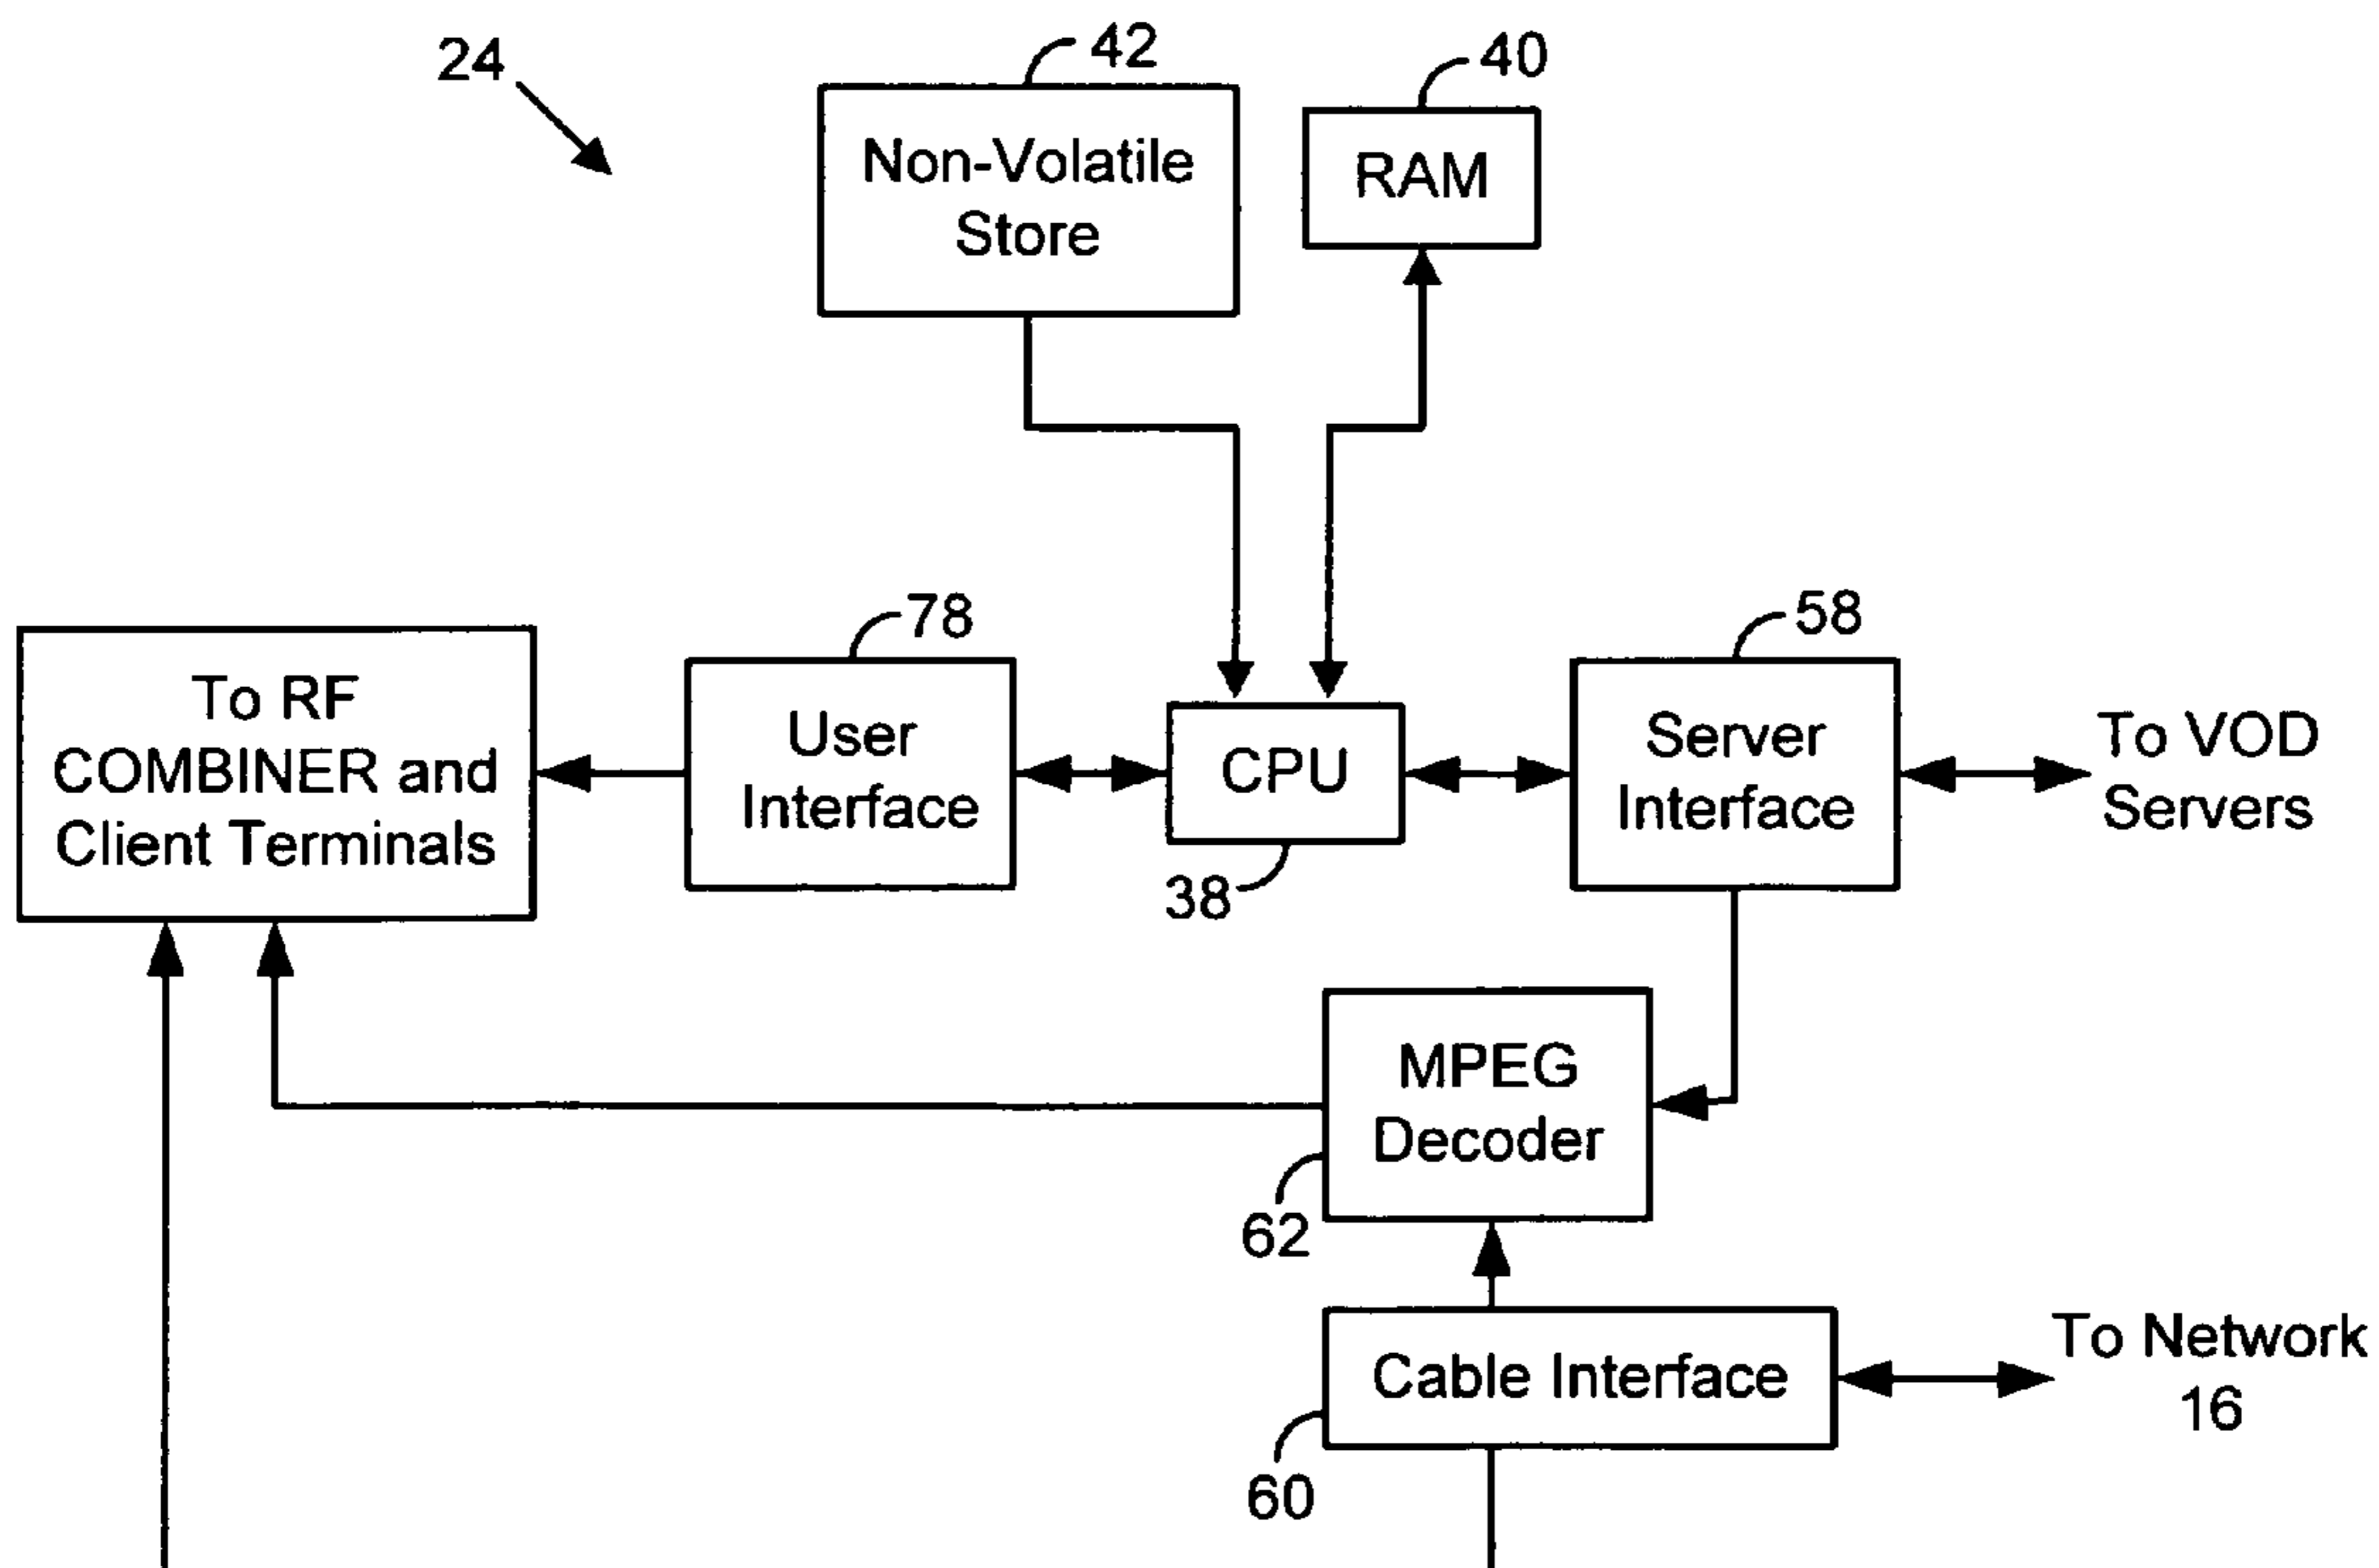 24
42
40
Non-Volatile
Store
RAM
78
58
To RF
COMBINER and
Client Terminals
User
Interface
CPU
38
Server
Interface
To VOD
Servers
MPEG
Decoder
62
Cable Interface
60
To Network
16